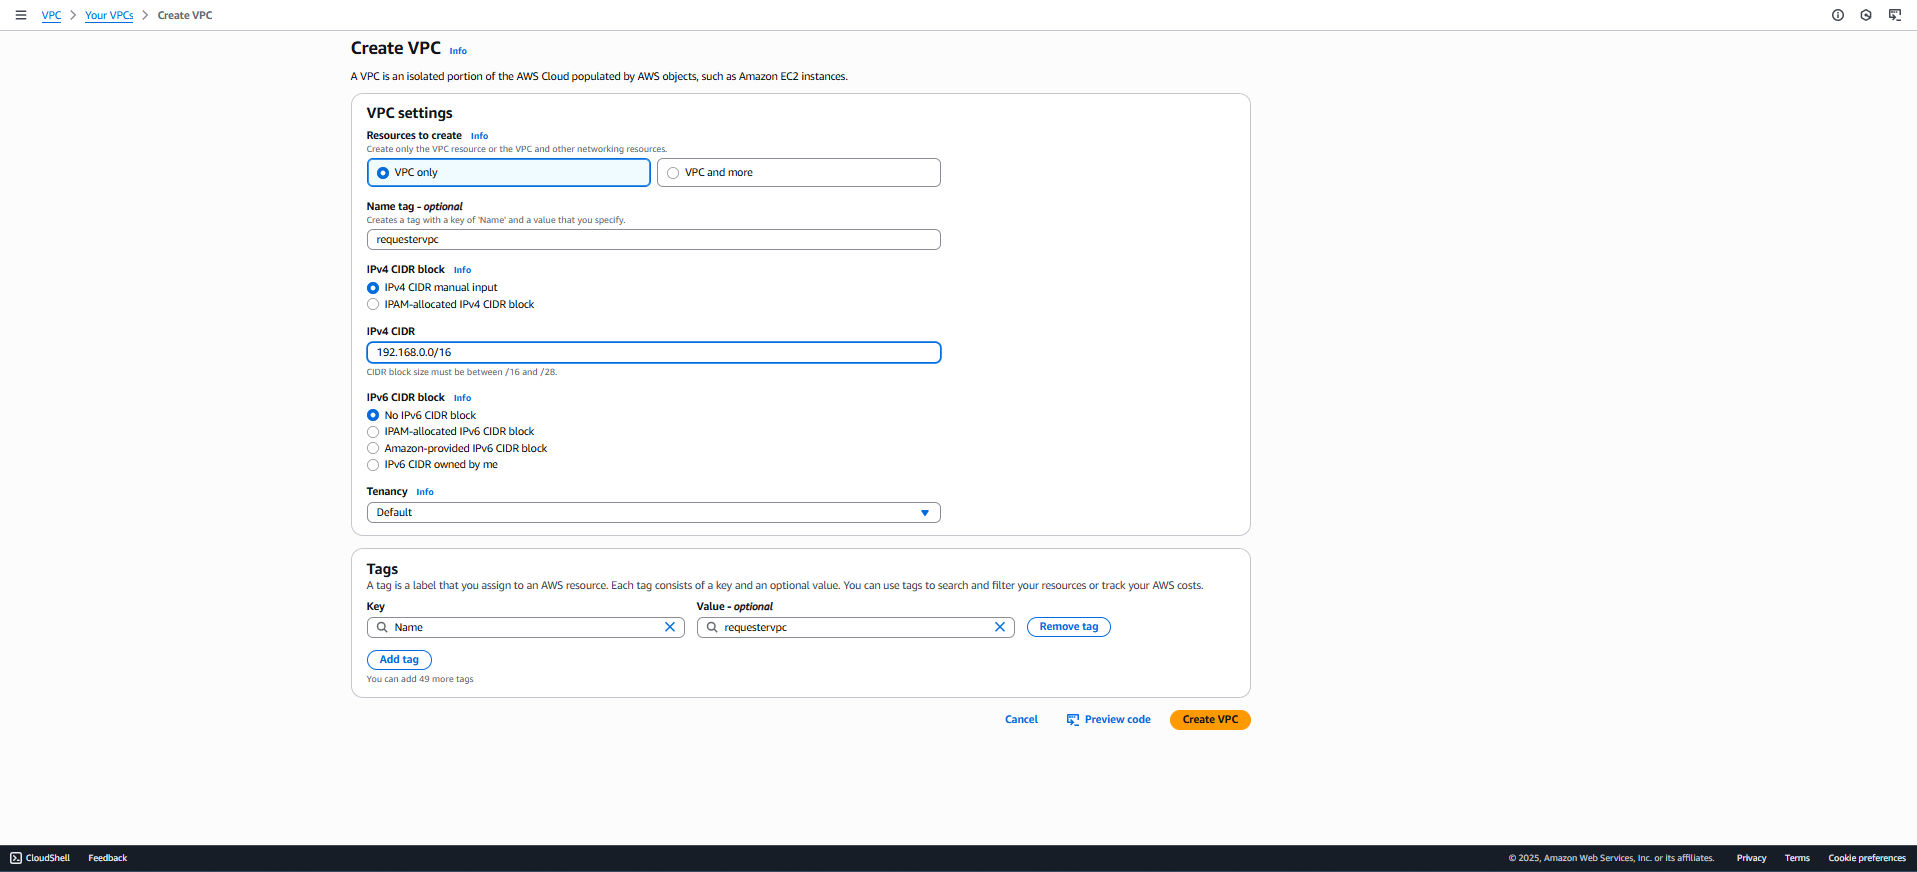 VPC > Your VPCs > Create VPC
Create VPC Info
A VPC is an isolated portion of the AWS Cloud populated by AWS objects, such as Amazon EC2 instances.
VPC settings
Resources to create Info
Create only the VPC resource or the VPC and other networking resources.
VPC only VPC and more
Name tag - optional
Creates a tag with a key of 'Name' and a value that you specify.
requestervpc
IPv4 CIDR block Info
IPv4 CIDR manual input
IPAM-allocated IPv4 CIDR block
IPv4 CIDR
192.168.0.0/16
CIDR block size must be between /16 and /28.
IPv6 CIDR block Info
No IPv6 CIDR block
IPAM-allocated IPv6 CIDR block
Amazon-provided IPv6 CIDR block
IPv6 CIDR owned by me
Tenancy Info
Default
Tags
A tag is a label that you assign to an AWS resource. Each tag consists of a key and an optional value. You can use tags to search and filter your resources or track your AWS costs.
Key Value - optional
Name requestervpc Remove tag
Add tag
You can add 49 more tags
Cancel Preview code Create VPC
CloudShell Feedback © 2025, Amazon Web Services, Inc. or its affiliates. Privacy Terms Cookie preferences